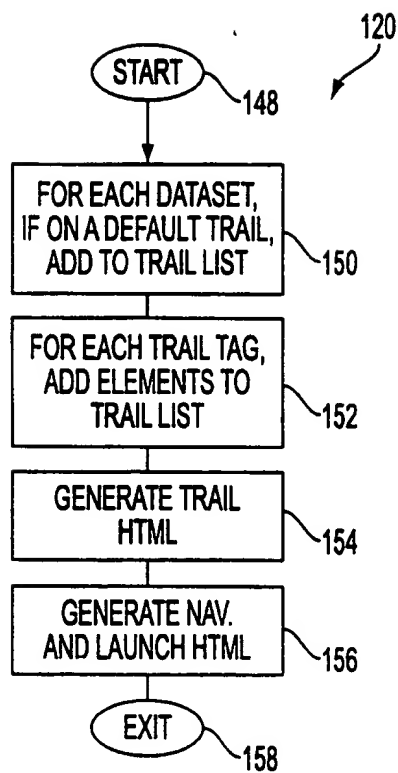 120
START
148
FOR EACH DATASET,
IF ON A DEFAULT TRAIL,
ADD TO TRAIL LIST
150
FOR EACH TRAIL TAG,
ADD ELEMENTS TO
TRAIL LIST
152
GENERATE TRAIL
HTML
154
GENERATE NAV.
AND LAUNCH HTML
156
EXIT
158